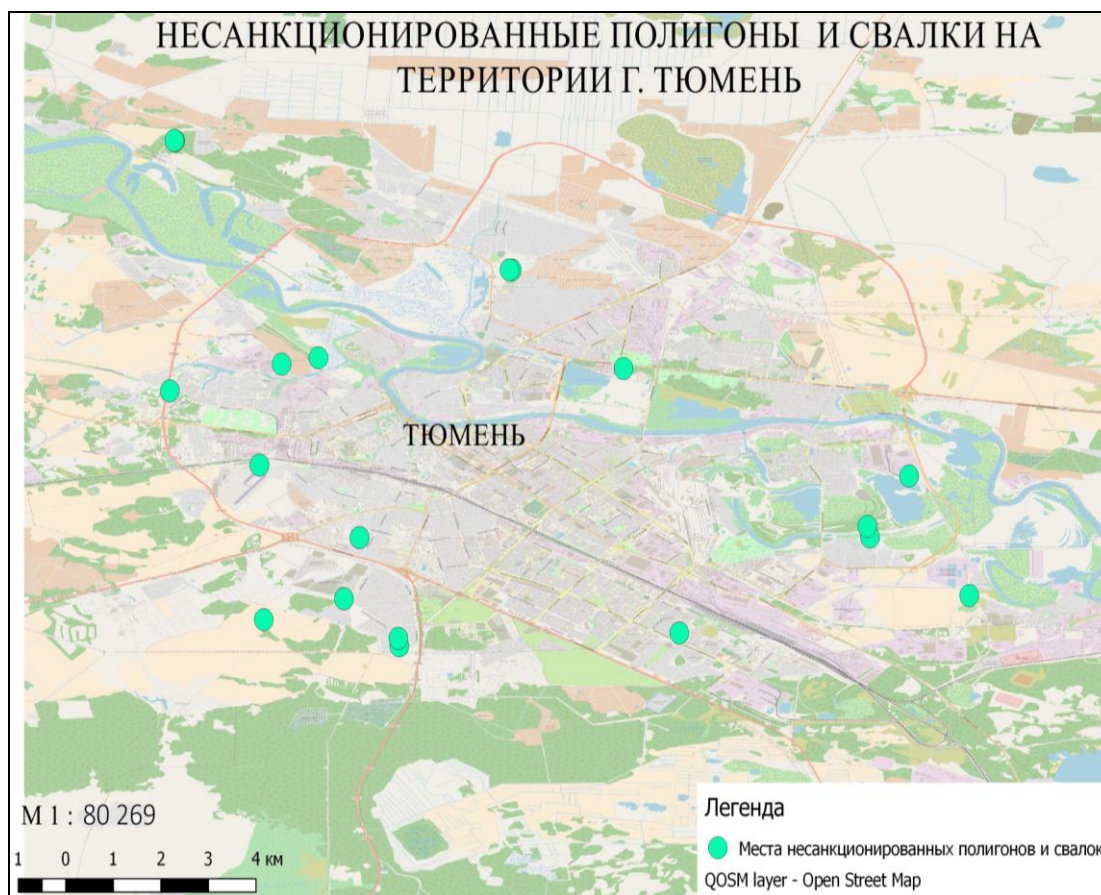 НЕСАНКЦИОНИРОВАННЫЕ ПОЛИГОНЫ И СВАЛКИ НА
ТЕРРИТОРИИ Г. ТЮМЕНЬ
ТЮМЕНЬ
М 1 : 80 269
1 0 1 2 3 4 км
Легенда
Места несанкционированных полигонов и свалок
QOSM layer - Open Street Map